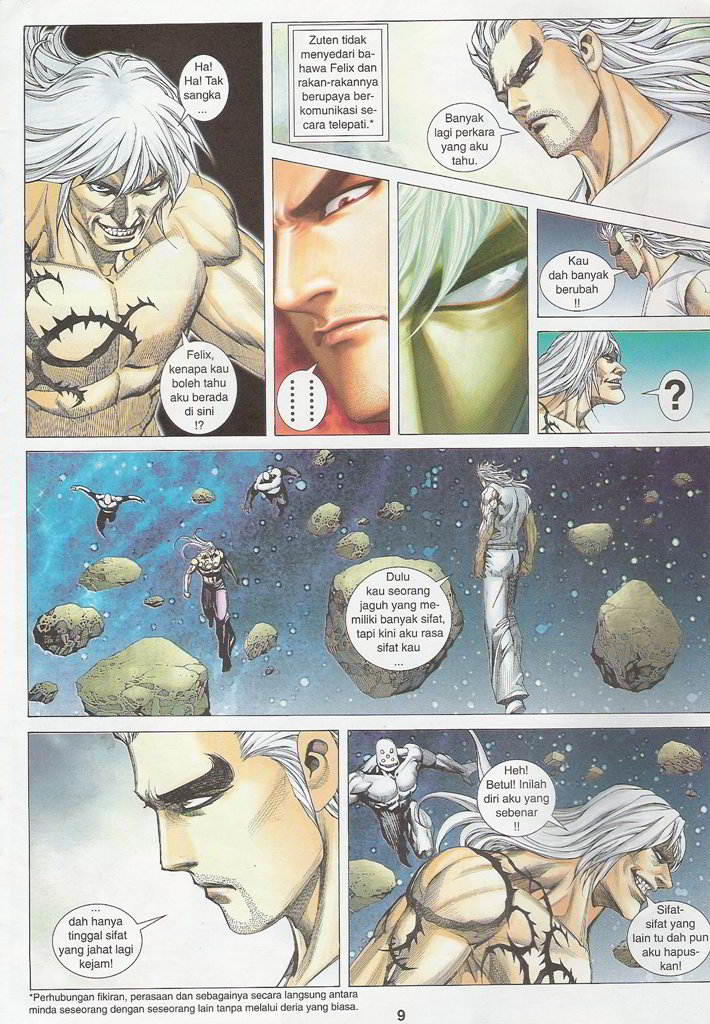 Ha!
Ha! Tak
sangka
...
Felix,
kenapa kau
boleh tahu
aku berada
di sini
!?
Zuten tidak
menyedari ba-
hawa Felix dan
rakan-rakannya
berupaya ber-
komunikasi se-
cara telepati.*
Banyak
lagi perkara
yang aku
tahu.
Kau
dah banyak
berubah
!!
?
Dulu
kau seorang
jaguh yang me-
miliki banyak sifat,
tapi kini aku rasa
sifat kau
...
...
dah hanya
tinggal sifat
yang jahat lagi
kejam!
Heh!
Betul! Inilah
diri aku yang
sebenar
!!
Sifat-
sifat yang
lain tu dah pun
aku hapus-
kan!
*Perhubungan fikiran, perasaan dan sebagainya secara langsung antara
minda seseorang dengan seseorang lain tanpa melalui deria yang biasa.
9